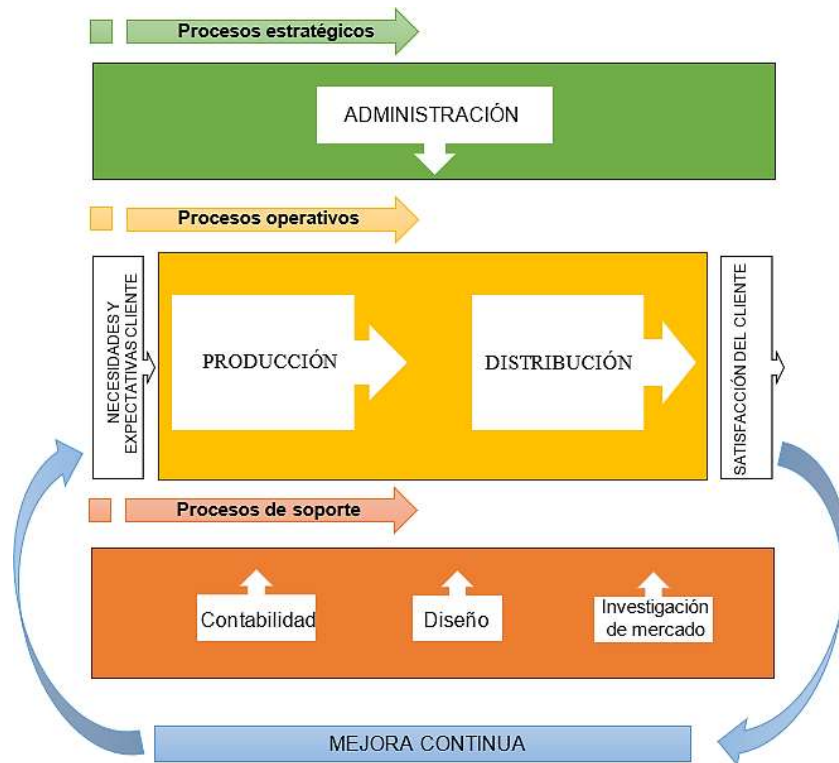 Procesos estratégicos
ADMINISTRACIÓN
Procesos operativos
NECESIDADES Y
EXPECTATIVAS CLIENTE
PRODUCCIÓN
DISTRIBUCIÓN
SATISFACCIÓN DEL CLIENTE
Procesos de soporte
Contabilidad
Diseño
Investigación
de mercado
MEJORA CONTINUA